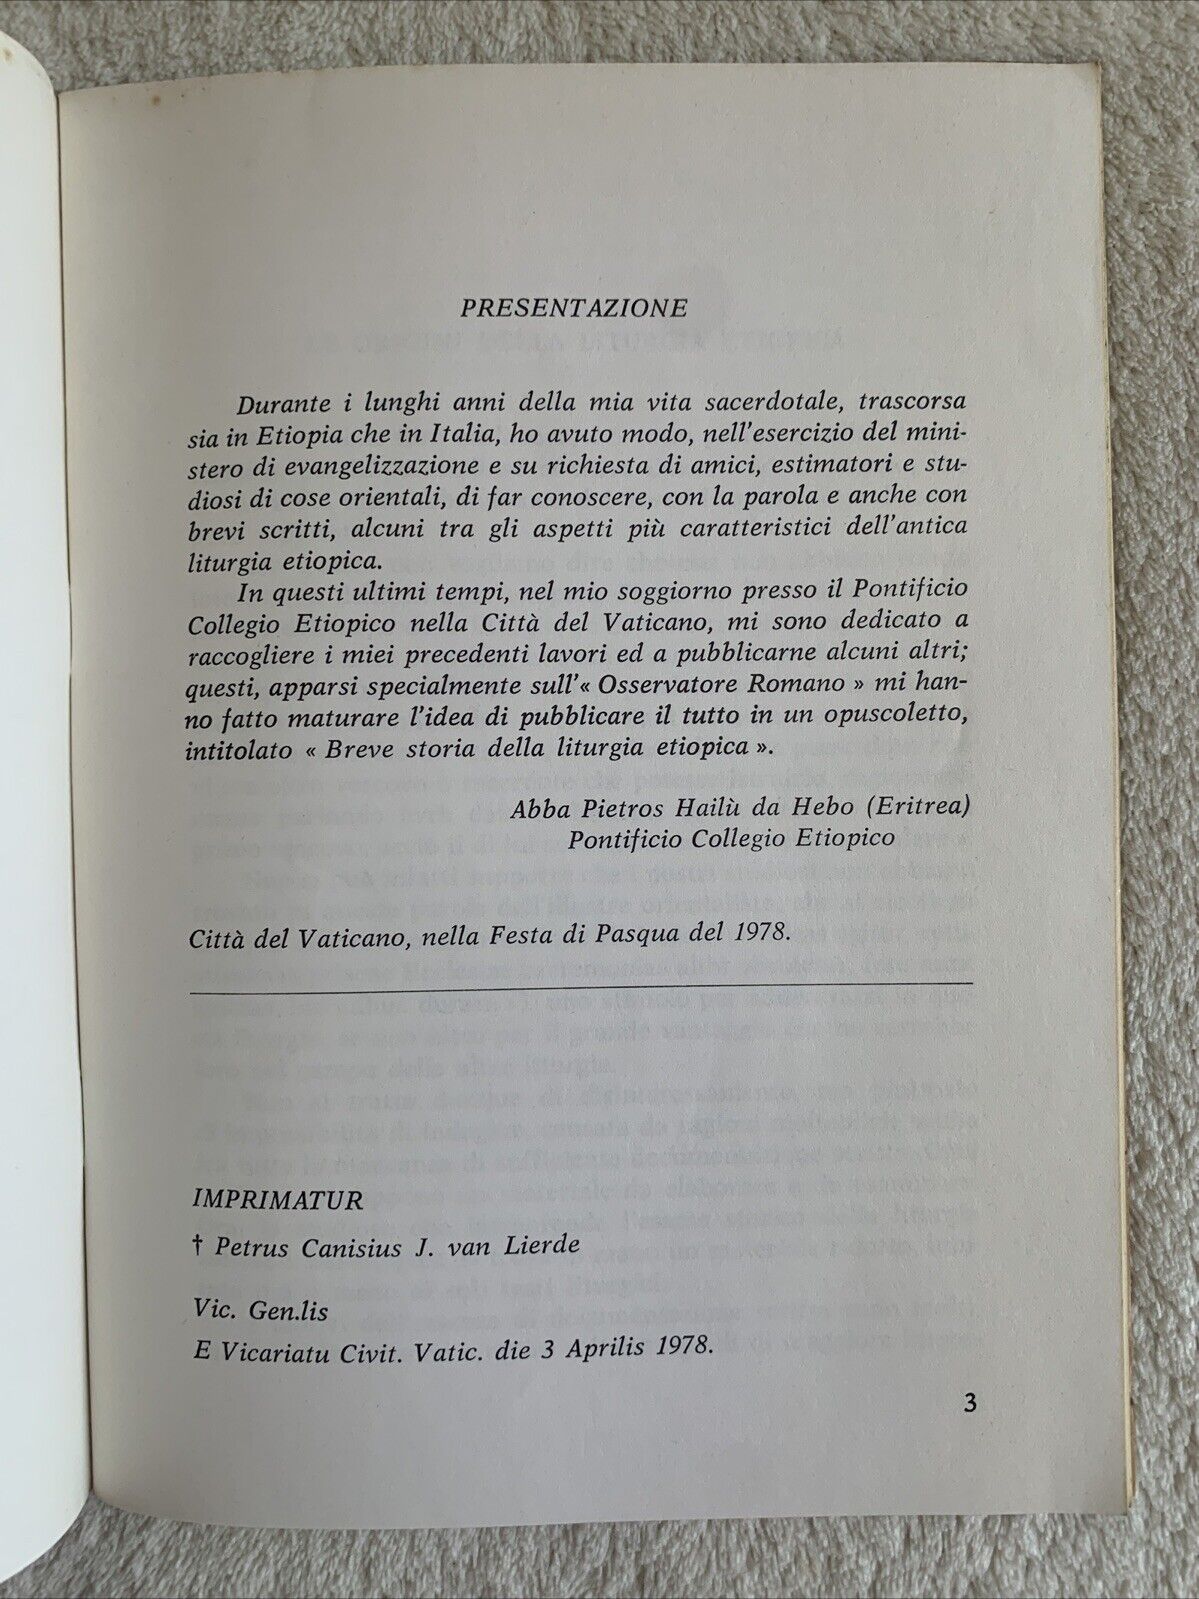 PRESENTAZIONE
Durante i lunghi anni della mia vita sacerdotale, trascorsa
sia in Etiopia che in Italia, ho avuto modo, nell'esercizio del mini-
stero di evangelizzazione e su richiesta di amici, estimatori e stu-
diosi di cose orientali, di far conoscere, con la parola e anche con
brevi scritti, alcuni tra gli aspetti più caratteristici dell'antica
liturgia etiopica.
In questi ultimi tempi, nel mio soggiorno presso il Pontificio
Collegio Etiopico nella Città del Vaticano, mi sono dedicato a
raccogliere i miei precedenti lavori ed a pubblicarne alcuni altri;
questi, apparsi specialmente sull'« Osservatore Romano » mi han-
no fatto maturare l'idea di pubblicare il tutto in un opuscoletto,
intitolato « Breve storia della liturgia etiopica ».
Abba Pietros Hailù da Hebo (Eritrea)
Pontificio Collegio Etiopico
Città del Vaticano, nella Festa di Pasqua del 1978.
IMPRIMATUR
† Petrus Canisius J. van Lierde
Vic. Gen.lis
E Vicariatu Civit. Vatic. die 3 Aprilis 1978.
3